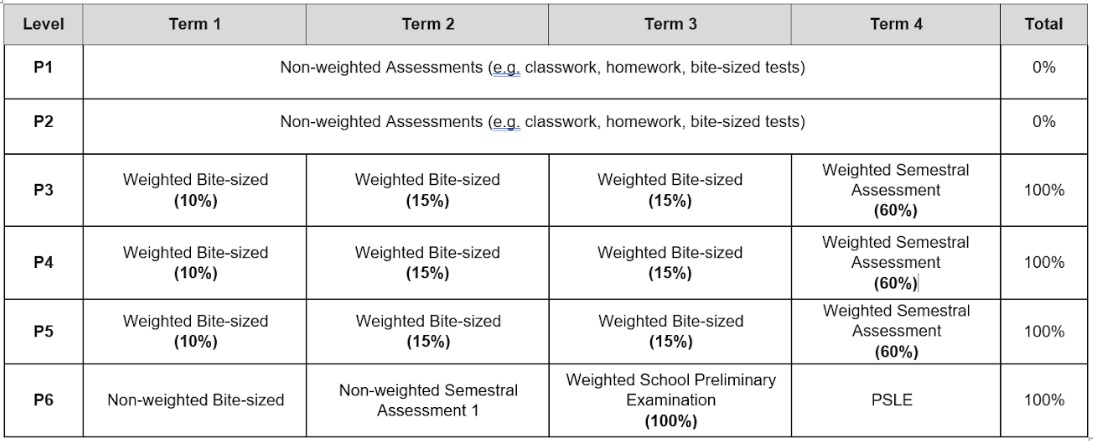 Level Term 1 Term 2 Term 3 Term 4 Total
P1 Non-weighted Assessments (e.g. classwork, homework, bite-sized tests) 0%
P2 Non-weighted Assessments (e.g. classwork, homework, bite-sized tests) 0%
P3
Weighted Bite-sized
(10%)
Weighted Bite-sized
(15%)
Weighted Bite-sized
(15%)
Weighted Semestral
Assessment
(60%)
100%
P4
Weighted Bite-sized
(10%)
Weighted Bite-sized
(15%)
Weighted Bite-sized
(15%)
Weighted Semestral
Assessment
(60%)
100%
P5
Weighted Bite-sized
(10%)
Weighted Bite-sized
(15%)
Weighted Bite-sized
(15%)
Weighted Semestral
Assessment
(60%)
100%
P6
Non-weighted Bite-sized
Non-weighted Semestral
Assessment 1
Weighted School Preliminary
Examination
(100%)
PSLE
100%